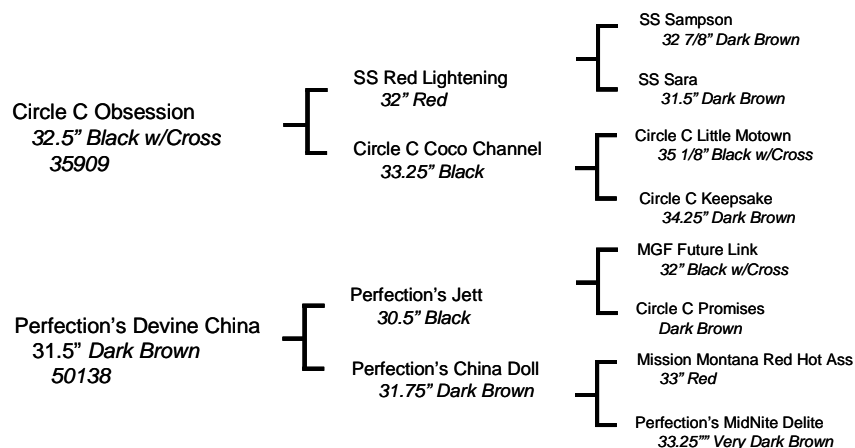 SS Sampson
32 7/8” Dark Brown
SS Red Lightening
32” Red
SS Sara
31.5” Dark Brown
Circle C Obsession
32.5” Black w/Cross
35909
Circle C Little Motown
35 1/8” Black w/Cross
Circle C Coco Channel
33.25” Black
Circle C Keepsake
34.25” Dark Brown
MGF Future Link
32” Black w/Cross
Perfection’s Jett
30.5” Black
Circle C Promises
Dark Brown
Perfection’s Devine China
31.5” Dark Brown
50138
Mission Montana Red Hot Ass
33” Red
Perfection’s China Doll
31.75” Dark Brown
Perfection’s MidNite Delite
33.25”” Very Dark Brown